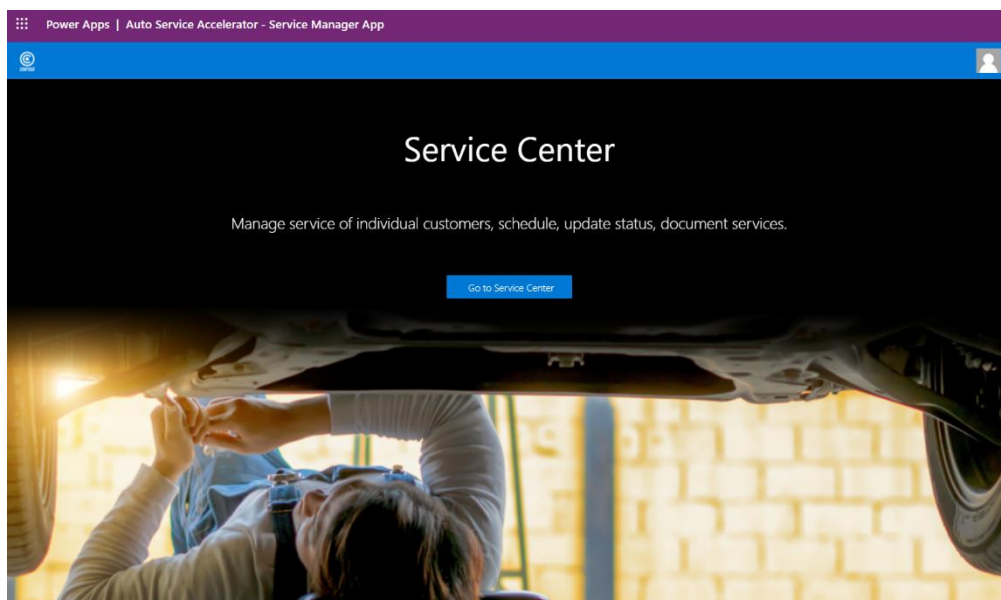 Power Apps | Auto Service Accelerator - Service Manager App
Service Center
Manage service of individual customers, schedule, update status, document services.
Go to Service Center